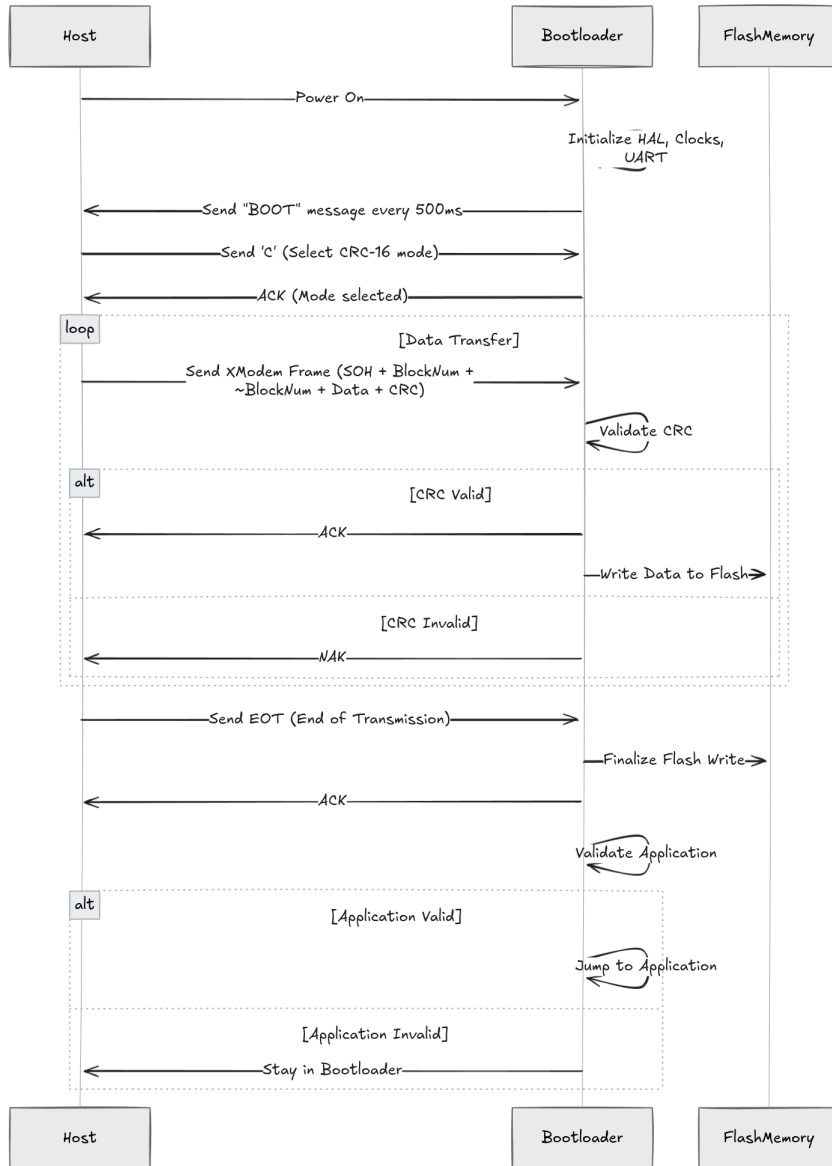 Host
Bootloader
FlashMemory
Power On
Initialize HAL, Clocks,
UART
Send "BOOT" message every 500ms
Send 'C' (Select CRC-16 mode)
ACK (Mode selected)
loop
[Data Transfer]
Send XModem Frame (SOH + BlockNum +
~BlockNum + Data + CRC)
Validate CRC
alt
[CRC Valid]
ACK
Write Data to Flash
[CRC Invalid]
NAK
Send EOT (End of Transmission)
Finalize Flash Write
ACK
Validate Application
alt
[Application Valid]
Jump to Application
[Application Invalid]
Stay in Bootloader
Host
Bootloader
FlashMemory